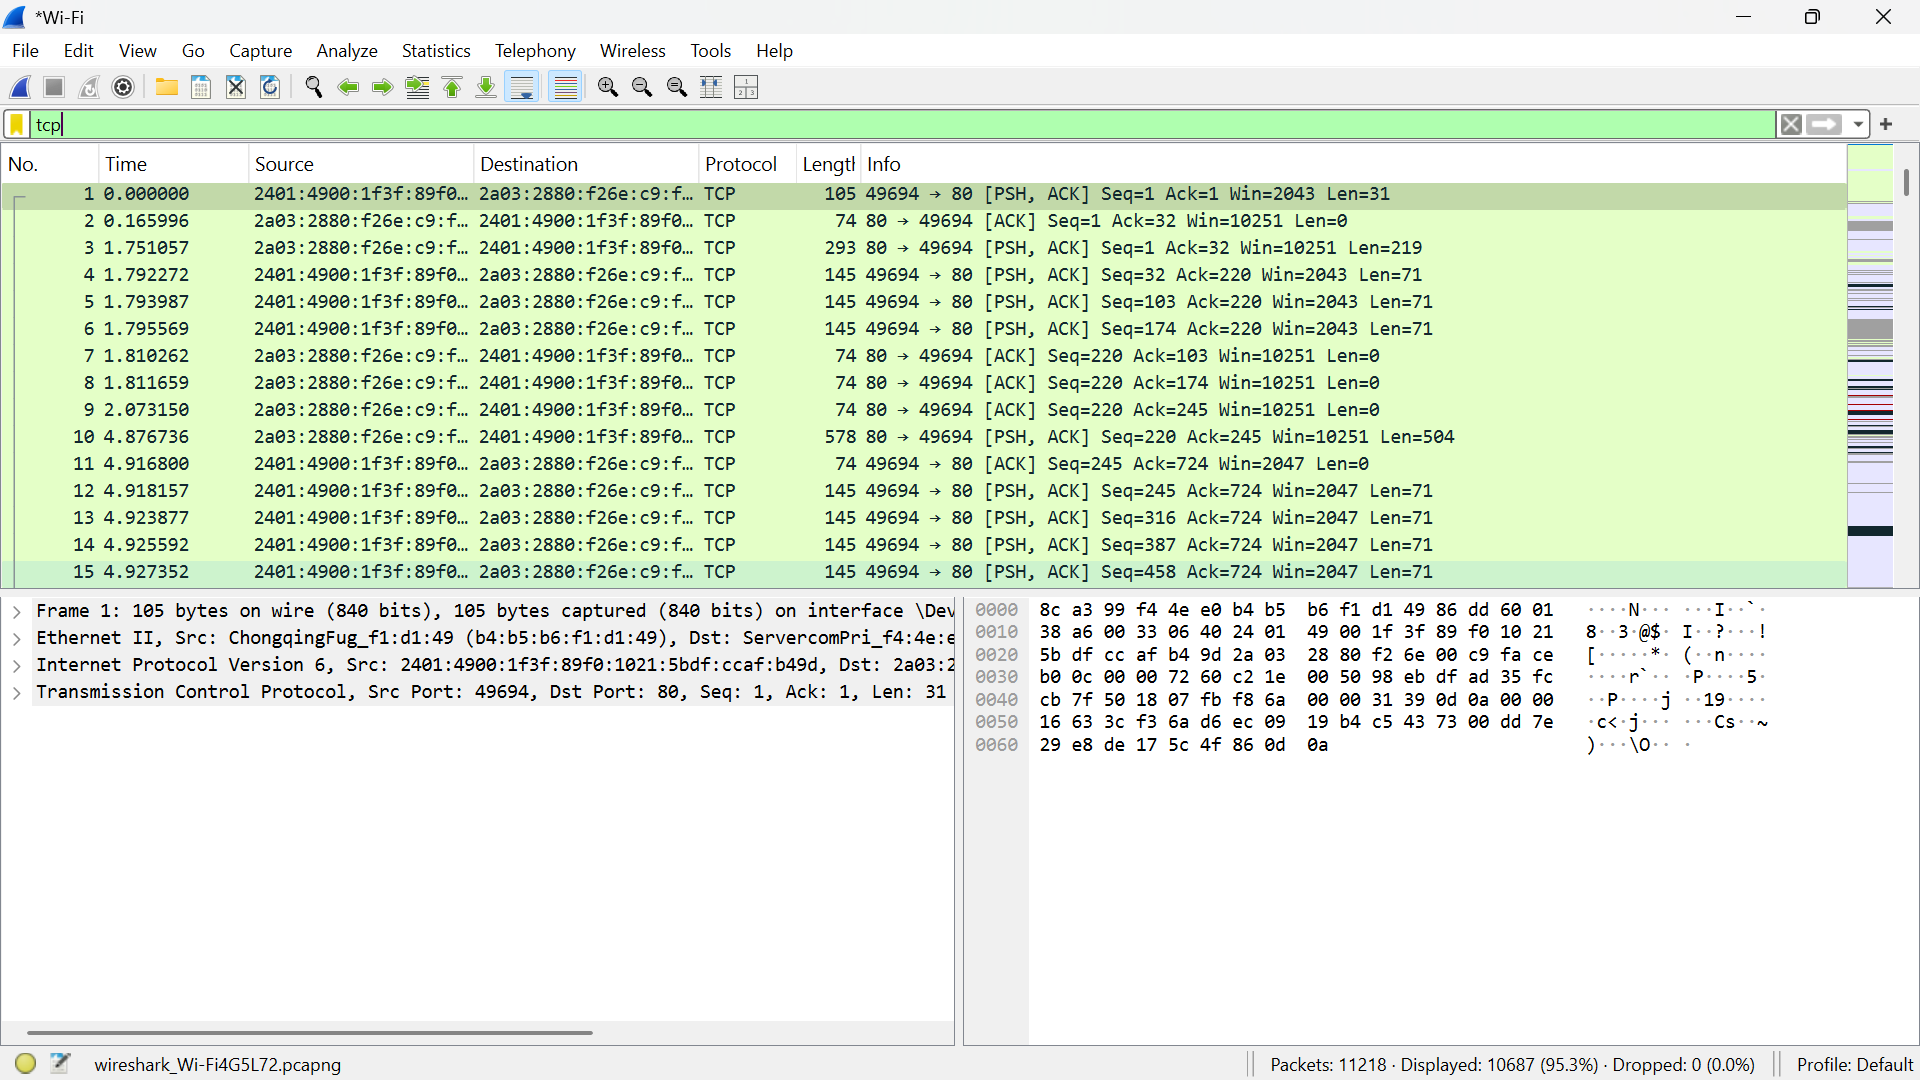 *Wi-Fi
File Edit View Go Capture Analyze Statistics Telephony Wireless Tools Help
tcp
No. Time Source Destination Protocol Length Info
1 0.000000 2401:4900:1f3f:89f0… 2a03:2880:f26e:c9:f… TCP 105 49694 → 80 [PSH, ACK] Seq=1 Ack=1 Win=2043 Len=31
2 0.165996 2a03:2880:f26e:c9:f… 2401:4900:1f3f:89f0… TCP 74 80 → 49694 [ACK] Seq=1 Ack=32 Win=10251 Len=0
3 1.751057 2a03:2880:f26e:c9:f… 2401:4900:1f3f:89f0… TCP 293 80 → 49694 [PSH, ACK] Seq=1 Ack=32 Win=10251 Len=219
4 1.792272 2401:4900:1f3f:89f0… 2a03:2880:f26e:c9:f… TCP 145 49694 → 80 [PSH, ACK] Seq=32 Ack=220 Win=2043 Len=71
5 1.793987 2401:4900:1f3f:89f0… 2a03:2880:f26e:c9:f… TCP 145 49694 → 80 [PSH, ACK] Seq=103 Ack=220 Win=2043 Len=71
6 1.795569 2401:4900:1f3f:89f0… 2a03:2880:f26e:c9:f… TCP 145 49694 → 80 [PSH, ACK] Seq=174 Ack=220 Win=2043 Len=71
7 1.810262 2a03:2880:f26e:c9:f… 2401:4900:1f3f:89f0… TCP 74 80 → 49694 [ACK] Seq=220 Ack=103 Win=10251 Len=0
8 1.811659 2a03:2880:f26e:c9:f… 2401:4900:1f3f:89f0… TCP 74 80 → 49694 [ACK] Seq=220 Ack=174 Win=10251 Len=0
9 2.073150 2a03:2880:f26e:c9:f… 2401:4900:1f3f:89f0… TCP 74 80 → 49694 [ACK] Seq=220 Ack=245 Win=10251 Len=0
10 4.876736 2a03:2880:f26e:c9:f… 2401:4900:1f3f:89f0… TCP 578 80 → 49694 [PSH, ACK] Seq=220 Ack=245 Win=10251 Len=504
11 4.916800 2401:4900:1f3f:89f0… 2a03:2880:f26e:c9:f… TCP 74 49694 → 80 [ACK] Seq=245 Ack=724 Win=2047 Len=0
12 4.918157 2401:4900:1f3f:89f0… 2a03:2880:f26e:c9:f… TCP 145 49694 → 80 [PSH, ACK] Seq=245 Ack=724 Win=2047 Len=71
13 4.923877 2401:4900:1f3f:89f0… 2a03:2880:f26e:c9:f… TCP 145 49694 → 80 [PSH, ACK] Seq=316 Ack=724 Win=2047 Len=71
14 4.925592 2401:4900:1f3f:89f0… 2a03:2880:f26e:c9:f… TCP 145 49694 → 80 [PSH, ACK] Seq=387 Ack=724 Win=2047 Len=71
15 4.927352 2401:4900:1f3f:89f0… 2a03:2880:f26e:c9:f… TCP 145 49694 → 80 [PSH, ACK] Seq=458 Ack=724 Win=2047 Len=71
Frame 1: 105 bytes on wire (840 bits), 105 bytes captured (840 bits) on interface \Dev
Ethernet II, Src: ChongqingFug_f1:d1:49 (b4:b5:b6:f1:d1:49), Dst: ServercomPri_f4:4e:e
Internet Protocol Version 6, Src: 2401:4900:1f3f:89f0:1021:5bdf:ccaf:b49d, Dst: 2a03:2
Transmission Control Protocol, Src Port: 49694, Dst Port: 80, Seq: 1, Ack: 1, Len: 31
0000 8c a3 99 f4 4e e0 b4 b5 b6 f1 d1 49 86 dd 60 01 ····N··· ···I··`·
0010 38 a6 00 33 06 40 24 01 49 00 1f 3f 89 f0 10 21 8··3·@$· I··?···!
0020 5b df cc af b4 9d 2a 03 28 80 f2 6e 00 c9 fa ce [·····*· (··n····
0030 b0 0c 00 00 72 60 c2 1e 00 50 98 eb df ad 35 fc ····r`·· ·P····5·
0040 cb 7f 50 18 07 fb f8 6a 00 00 31 39 0d 0a 00 00 ··P····j ··19····
0050 16 63 3c f3 6a d6 ec 09 19 b4 c5 43 73 00 dd 7e ·c<·j··· ···Cs··~
0060 29 e8 de 17 5c 4f 86 0d 0a )···\O·· ·
wireshark_Wi-Fi4G5L72.pcapng
Packets: 11218 · Displayed: 10687 (95.3%) · Dropped: 0 (0.0%)
Profile: Default